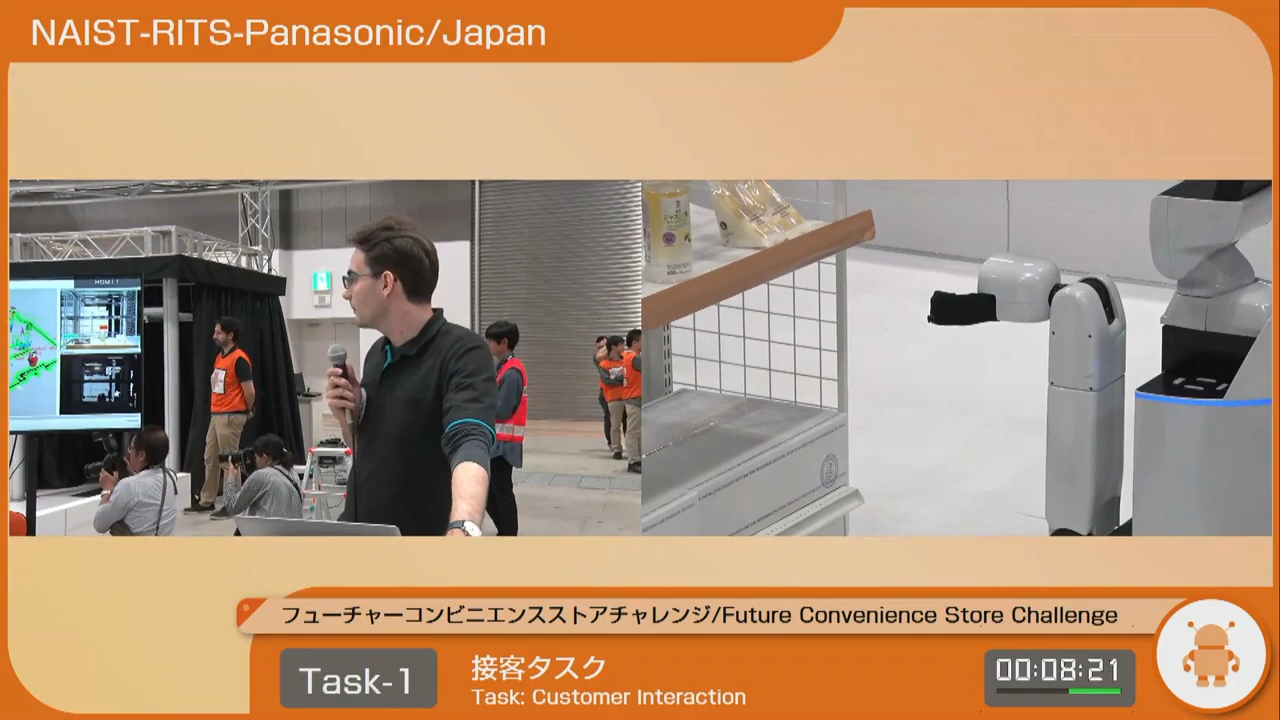 NAIST-RITS-Panasonic/Japan
HDMI1
フューチャーコンビニエンスストアチャレンジ/Future Convenience Store Challenge
Task-1
接客タスク
Task: Customer Interaction
00:08:21